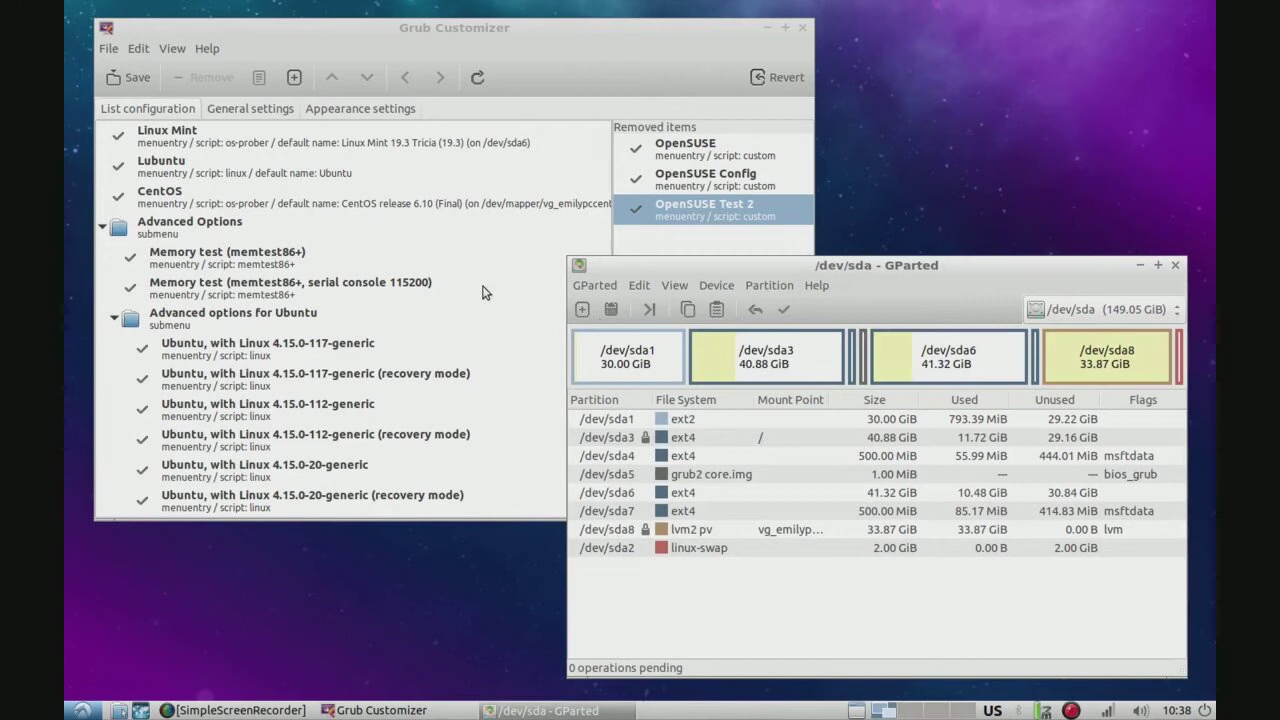 Grub Customizer
File Edit View Help
Save Remove Revert
List configuration General settings Appearance settings
Linux Mint
menuentry / script: os-prober / default name: Linux Mint 19.3 Tricia (19.3) (on /dev/sda6)
Lubuntu
menuentry / script: linux / default name: Ubuntu
CentOS
menuentry / script: os-prober / default name: CentOS release 6.10 (Final) (on /dev/mapper/vg_emilypccent
Advanced Options
submenu
Memory test (memtest86+)
menuentry / script: memtest86+
Memory test (memtest86+, serial console 115200)
menuentry / script: memtest86+
Advanced options for Ubuntu
submenu
Ubuntu, with Linux 4.15.0-117-generic
menuentry / script: linux
Ubuntu, with Linux 4.15.0-117-generic (recovery mode)
menuentry / script: linux
Ubuntu, with Linux 4.15.0-112-generic
menuentry / script: linux
Ubuntu, with Linux 4.15.0-112-generic (recovery mode)
menuentry / script: linux
Ubuntu, with Linux 4.15.0-20-generic
menuentry / script: linux
Ubuntu, with Linux 4.15.0-20-generic (recovery mode)
menuentry / script: linux
Removed items
OpenSUSE
menuentry / script: custom
OpenSUSE Config
menuentry / script: custom
OpenSUSE Test 2
menuentry / script: custom
/dev/sda - GParted
GParted Edit View Device Partition Help
/dev/sda (149.05 GiB)
/dev/sda1 /dev/sda3 /dev/sda6 /dev/sda8
30.00 GiB 40.88 GiB 41.32 GiB 33.87 GiB
Partition File System Mount Point Size Used Unused Flags
/dev/sda1 ext2 30.00 GiB 793.39 MiB 29.22 GiB
/dev/sda3 ext4 / 40.88 GiB 11.72 GiB 29.16 GiB
/dev/sda4 ext4 500.00 MiB 55.99 MiB 444.01 MiB msftdata
/dev/sda5 grub2 core.img 1.00 MiB --- --- bios_grub
/dev/sda6 ext4 41.32 GiB 10.48 GiB 30.84 GiB
/dev/sda7 ext4 500.00 MiB 85.17 MiB 414.83 MiB msftdata
/dev/sda8 lvm2 pv vg_emilyp... 33.87 GiB 33.87 GiB 0.00 B lvm
/dev/sda2 linux-swap 2.00 GiB 0.00 B 2.00 GiB
0 operations pending
[SimpleScreenRecorder] Grub Customizer /dev/sda - GParted US 10:38